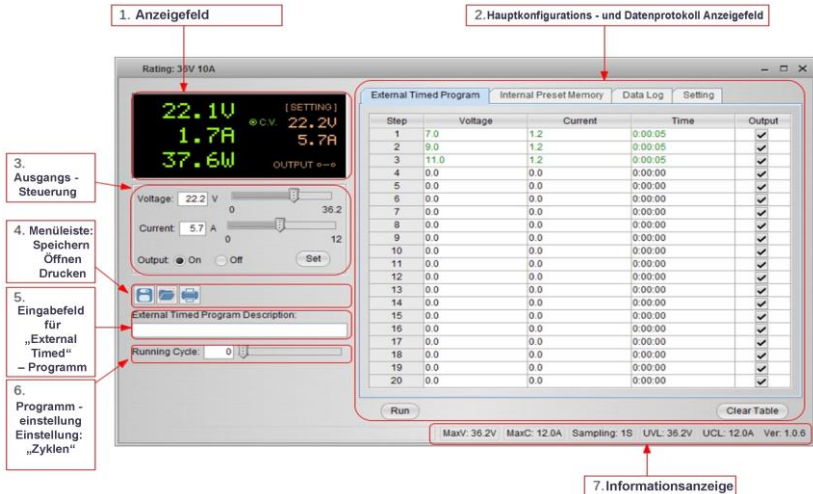 1. Anzeigefeld
2.Hauptkonfigurations - und Datenprotokoll Anzeigefeld
Rating: 36V 10A
22.1V
[SETTING]
C.V.
22.2V
1.7A
5.7A
37.6W
OUTPUT
3.
Ausgangs -
Steuerung
Voltage: 22.2 V
0 36.2
Current: 5.7 A
0 12
Output: On Off Set
4. Menüleiste:
Speichern
Öffnen
Drucken
5.
Eingabefeld
für
„External
Timed“
– Programm
External Timed Program Description:
6.
Programm -
einstellung
Einstellung:
„Zyklen“
Running Cycle: 0
External Timed Program Internal Preset Memory Data Log Setting
Step Voltage Current Time Output
1 7.0 1.2 0:00:05
2 9.0 1.2 0:00:05
3 11.0 1.2 0:00:05
4 0.0 0.0 0:00:00
5 0.0 0.0 0:00:00
6 0.0 0.0 0:00:00
7 0.0 0.0 0:00:00
8 0.0 0.0 0:00:00
9 0.0 0.0 0:00:00
10 0.0 0.0 0:00:00
11 0.0 0.0 0:00:00
12 0.0 0.0 0:00:00
13 0.0 0.0 0:00:00
14 0.0 0.0 0:00:00
15 0.0 0.0 0:00:00
16 0.0 0.0 0:00:00
17 0.0 0.0 0:00:00
18 0.0 0.0 0:00:00
19 0.0 0.0 0:00:00
20 0.0 0.0 0:00:00
Run Clear Table
MaxV: 36.2V MaxC: 12.0A Sampling: 1S UVL: 36.2V UCL: 12.0A Ver: 1.0.6
7. Informationsanzeige